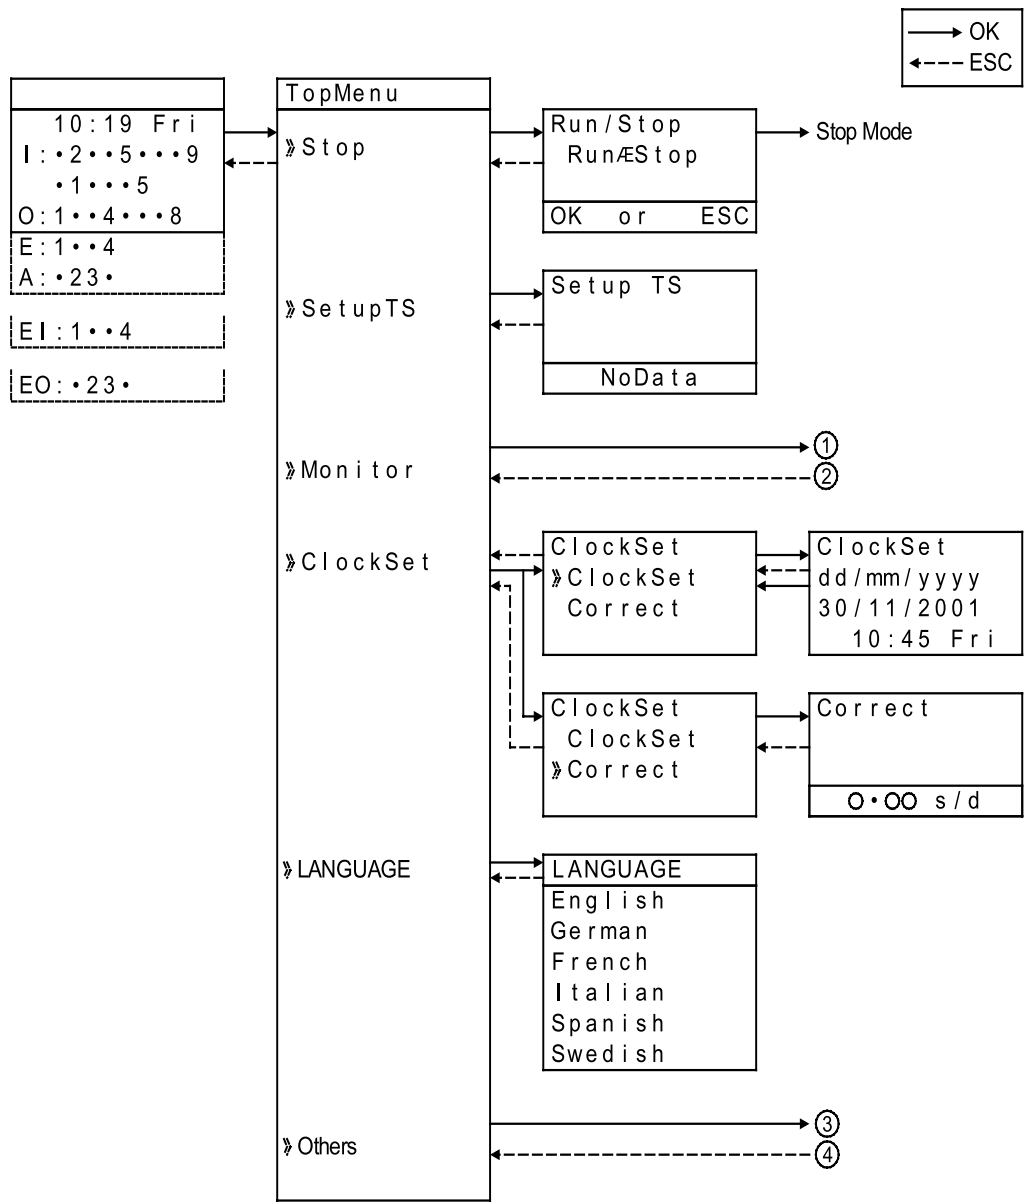 OK
ESC
10:19 Fri
I:•2••5•••9
•1•••5
O:1••4•••8
E:1••4
A:•23•
EI:1••4
EO:•23•
TopMenu
»Stop
»SetupTS
»Monitor
»ClockSet
»LANGUAGE
»Others
Run/Stop
RunÆStop
OK or ESC
Stop Mode
Setup TS
NoData
①
②
ClockSet
»ClockSet
Correct
ClockSet
dd/mm/yyyy
30/11/2001
10:45 Fri
ClockSet
ClockSet
»Correct
Correct
O•OO s/d
LANGUAGE
English
German
French
Italian
Spanish
Swedish
③
④